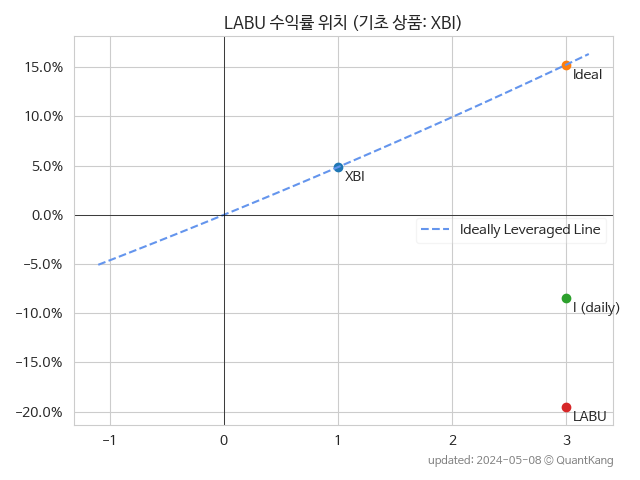 LABU 수익률 위치 (기초 상품: XBI)
15.0%
10.0%
5.0%
0.0%
−5.0%
−10.0%
−15.0%
−20.0%
Ideal
XBI
Ideally Leveraged Line
I (daily)
LABU
−1
0
1
2
3
updated: 2024-05-08 © QuantKang